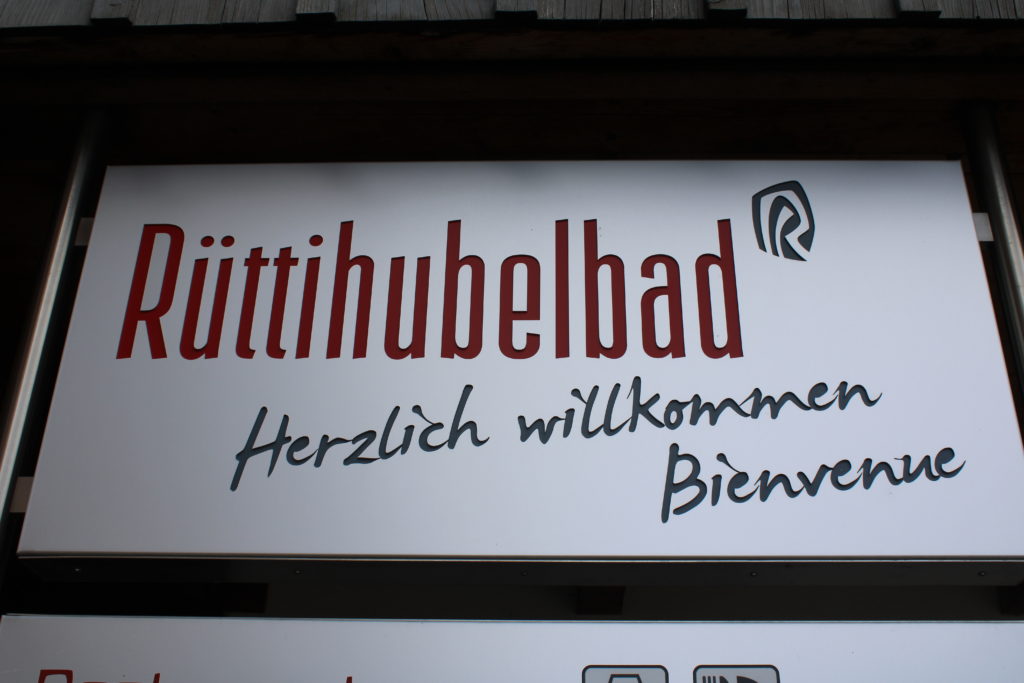 Rüttihubelbad
Herzlich willkommen
Bienvenue